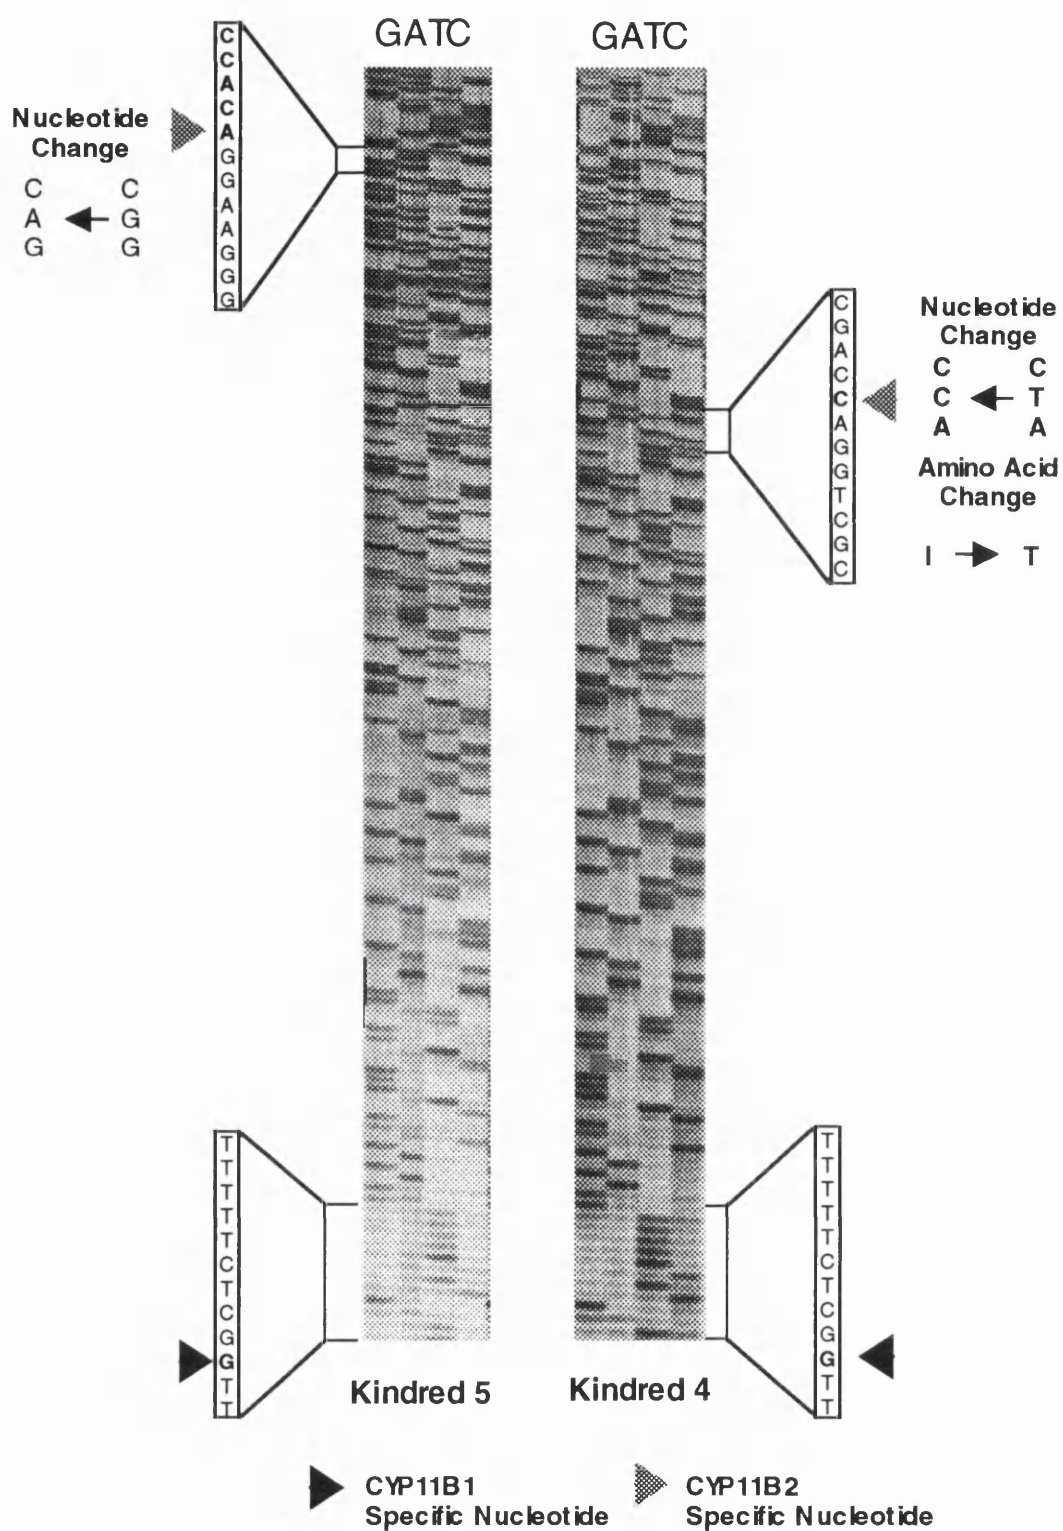 GATC
GATC
C
C
A
C
A
G
G
A
A
G
G
G
Nucleotide
Change
C C
A G
G G
C
G
A
C
C
A
G
G
T
C
G
C
Nucleotide
Change
C C
C T
A A
Amino Acid
Change
I T
T
T
T
T
T
C
T
C
G
G
T
T
T
T
T
T
T
C
T
C
G
G
T
T
Kindred 5
Kindred 4
CYP11B1
Specific Nucleotide
CYP11B2
Specific Nucleotide